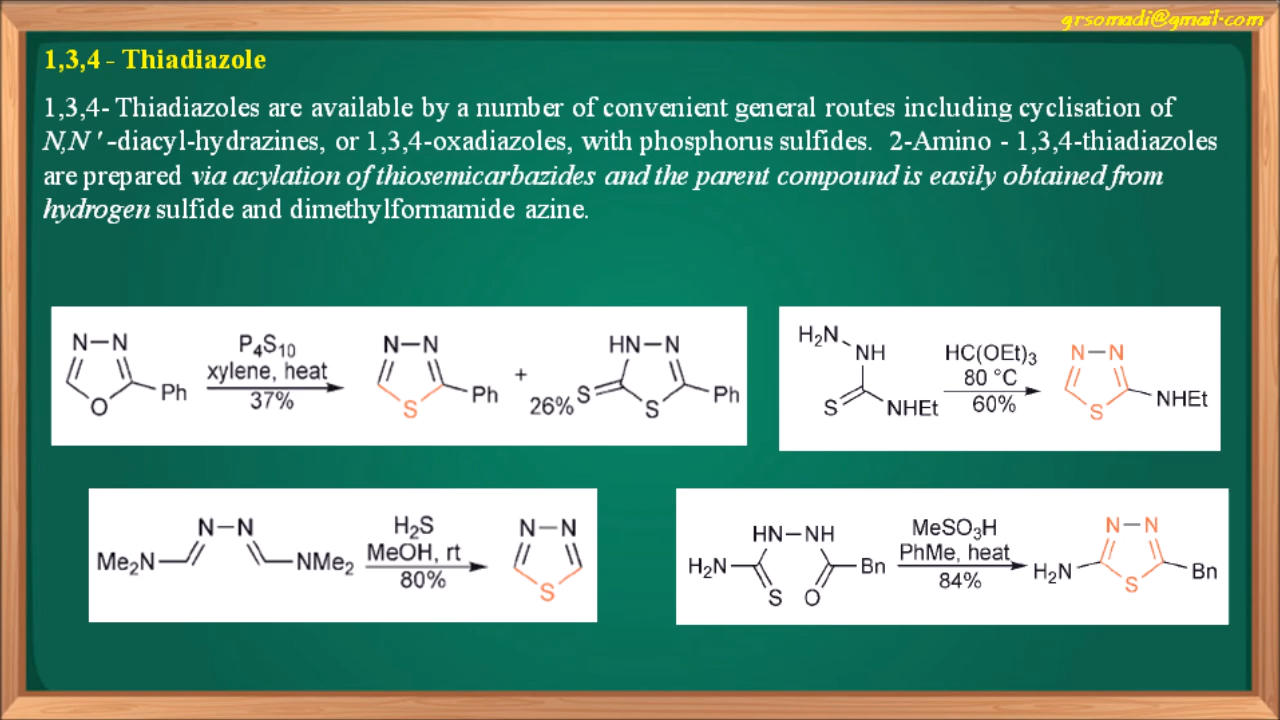 grsomadi@gmail.com
1,3,4 - Thiadiazole
1,3,4- Thiadiazoles are available by a number of convenient general routes including cyclisation of
N,N ' -diacyl-hydrazines, or 1,3,4-oxadiazoles, with phosphorus sulfides. 2-Amino - 1,3,4-thiadiazoles
are prepared via acylation of thiosemicarbazides and the parent compound is easily obtained from
hydrogen sulfide and dimethylformamide azine.
N-N
O
Ph
P4S10
xylene, heat
37%
N-N
S
Ph
+
26%
HN-N
S
S
Ph
H2N
NH
S
NHEt
HC(OEt)3
80 °C
60%
N-N
S
NHEt
N-N
Me2N
NMe2
H2S
MeOH, rt
80%
N-N
S
HN-NH
H2N
Bn
S
O
MeSO3H
PhMe, heat
84%
N-N
H2N
S
Bn